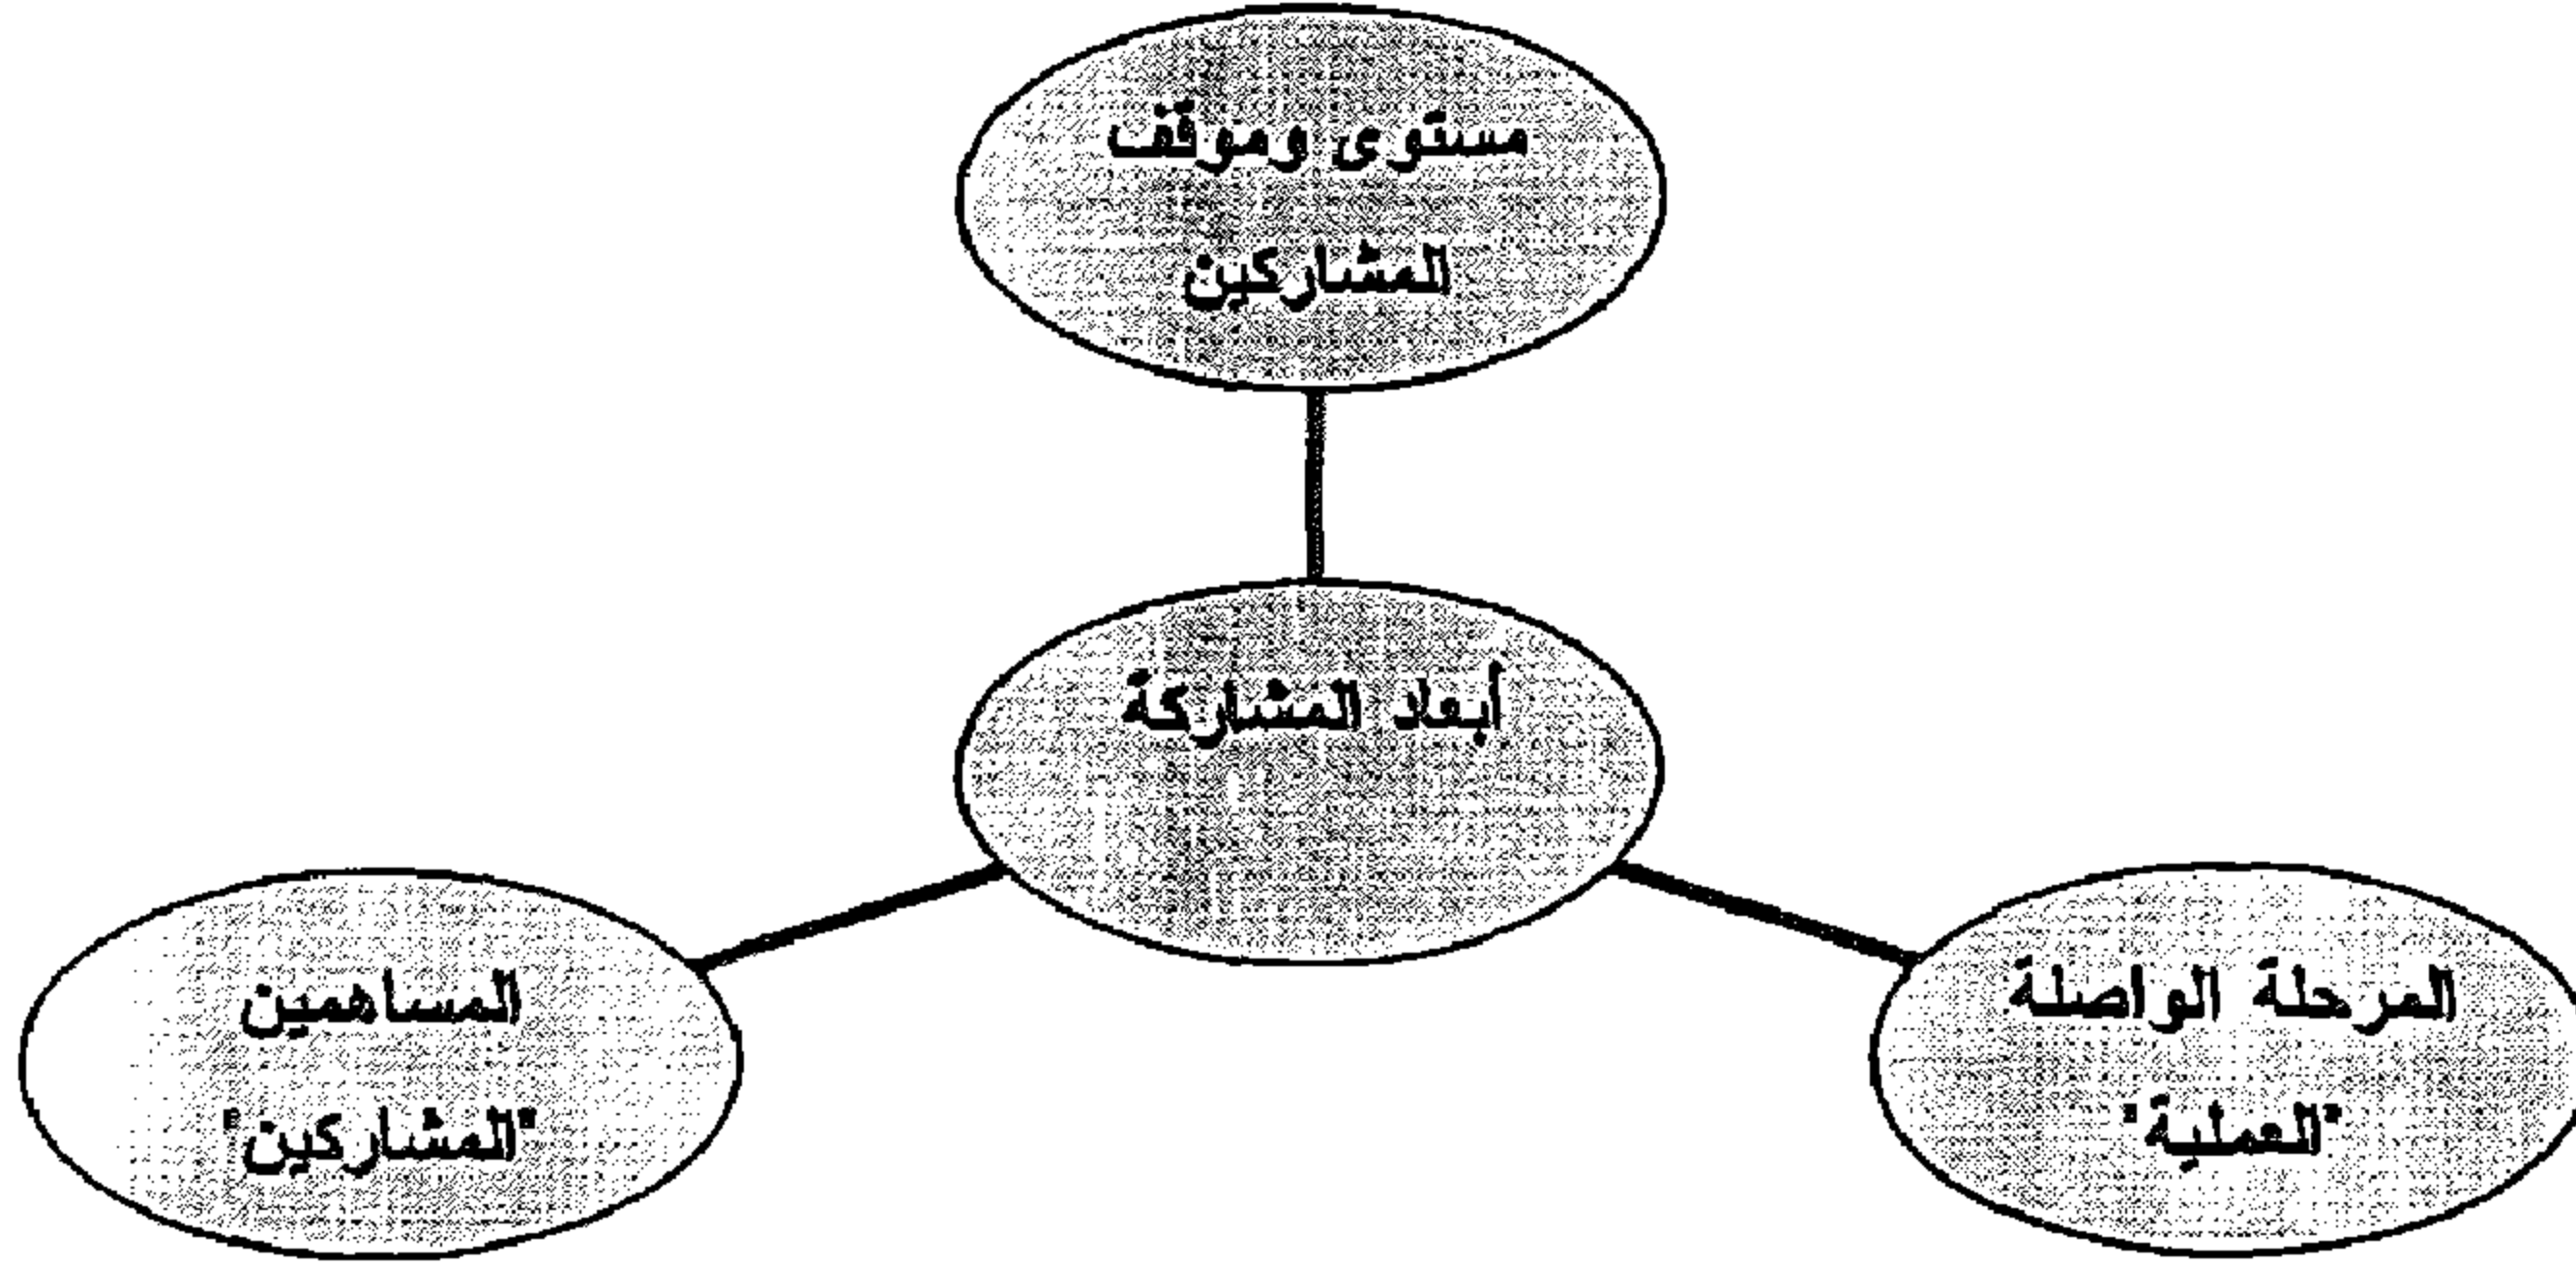 مستوى وموقف
المشاركين
أبعاد المشاركة
المرحلة الواصلة
"العملية"
المساهمين
"المشاركين"